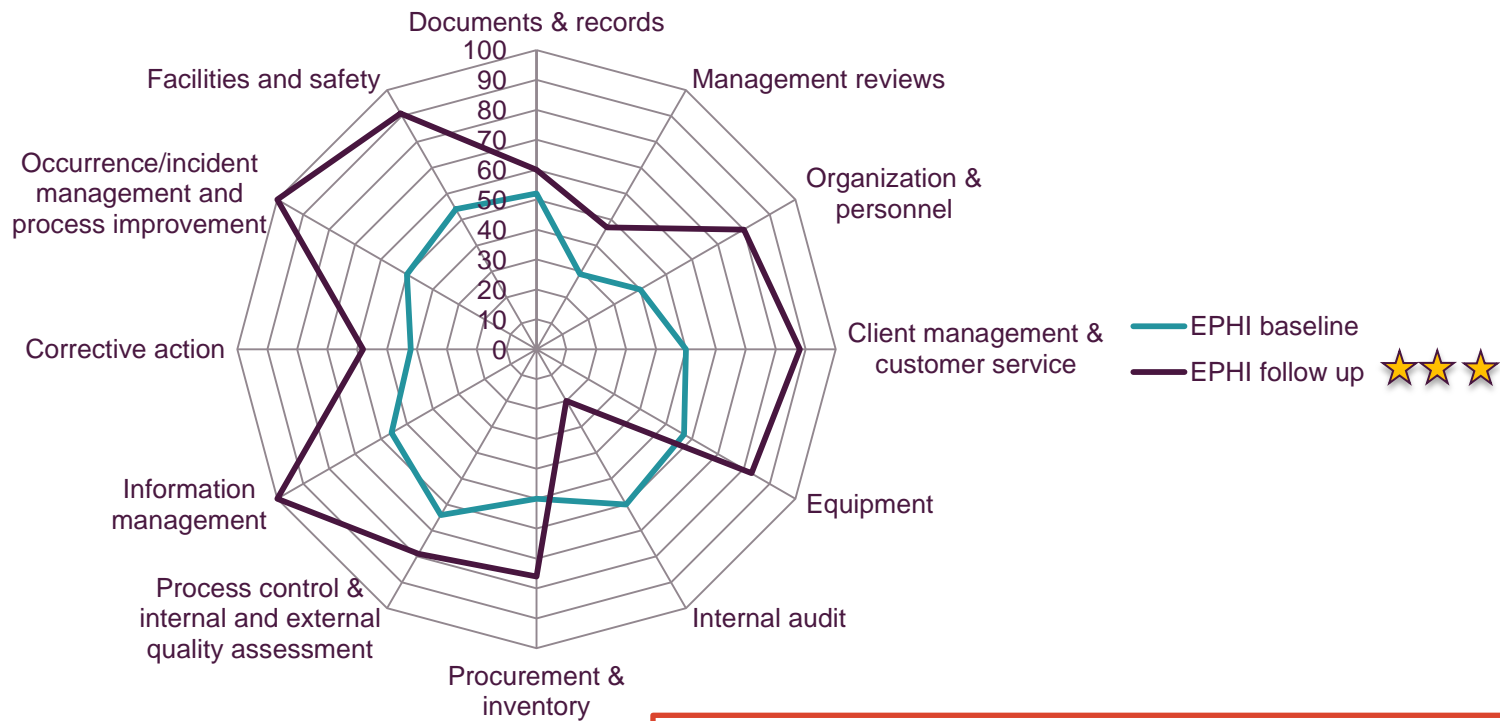 Documents & records
100
90
80
70
60
50
40
30
20
10
0
Management reviews
Organization &
personnel
Client management &
customer service
Equipment
Internal audit
Procurement &
inventory
Process control &
internal and external
quality assessment
Information
management
Corrective action
Occurrence/incident
management and
process improvement
Facilities and safety
EPHI baseline
EPHI follow up